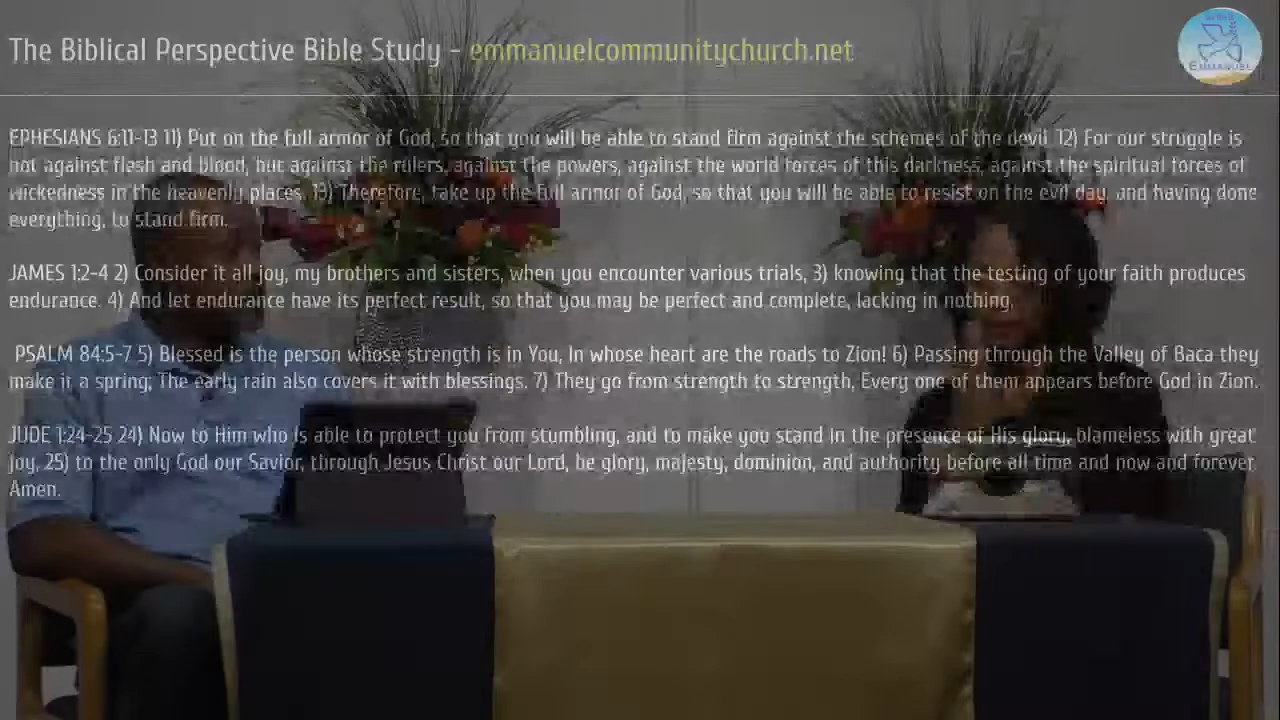 The Biblical Perspective Bible Study - emmanuelcommunitychurch.net
EMMANUEL
EPHESIANS 6:11-13 11) Put on the full armor of God, so that you will be able to stand firm against the schemes of the devil. 12) For our struggle is
not against flesh and blood, but against the rulers, against the powers, against the world forces of this darkness, against the spiritual forces of
wickedness in the heavenly places. 13) Therefore, take up the full armor of God, so that you will be able to resist on the evil day, and having done
everything, to stand firm.
JAMES 1:2-4 2) Consider it all joy, my brothers and sisters, when you encounter various trials, 3) knowing that the testing of your faith produces
endurance. 4) And let endurance have its perfect result, so that you may be perfect and complete, lacking in nothing.
PSALM 84:5-7 5) Blessed is the person whose strength is in You, In whose heart are the roads to Zion! 6) Passing through the Valley of Baca they
make it a spring; The early rain also covers it with blessings. 7) They go from strength to strength, Every one of them appears before God in Zion.
JUDE 1:24-25 24) Now to Him who is able to protect you from stumbling, and to make you stand in the presence of His glory, blameless with great
joy, 25) to the only God our Savior, through Jesus Christ our Lord, be glory, majesty, dominion, and authority before all time and now and forever.
Amen.